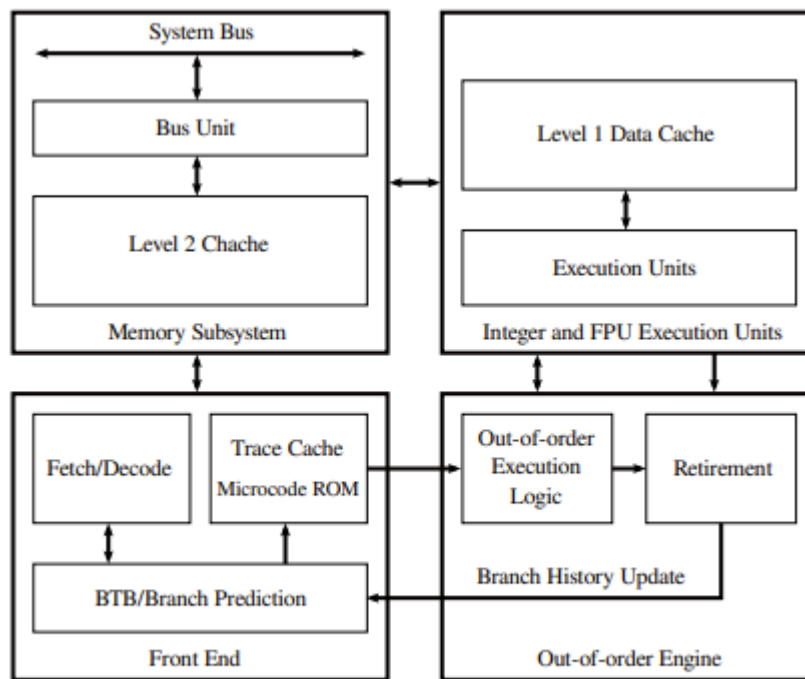 System Bus
Bus Unit
Level 2 Chache
Memory Subsystem
Level 1 Data Cache
Execution Units
Integer and FPU Execution Units
Fetch/Decode
Trace Cache
Microcode ROM
BTB/Branch Prediction
Front End
Out-of-order
Execution
Logic
Retirement
Branch History Update
Out-of-order Engine